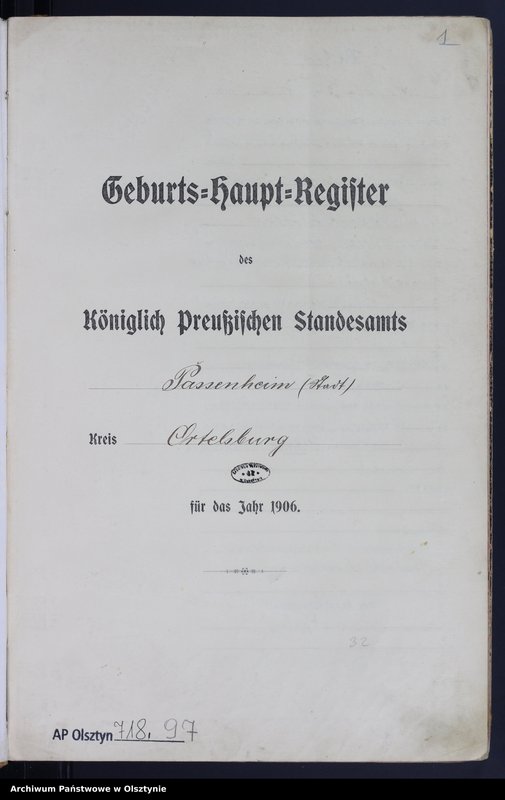 1
Geburts=Haupt=Register
des
Königlich Preußischen Standesamts
Passenheim (Stadt)
Kreis Ortelsburg
für das Jahr 1906.
32
AP Olsztyn 718. 97
Archiwum Państwowe w Olsztynie